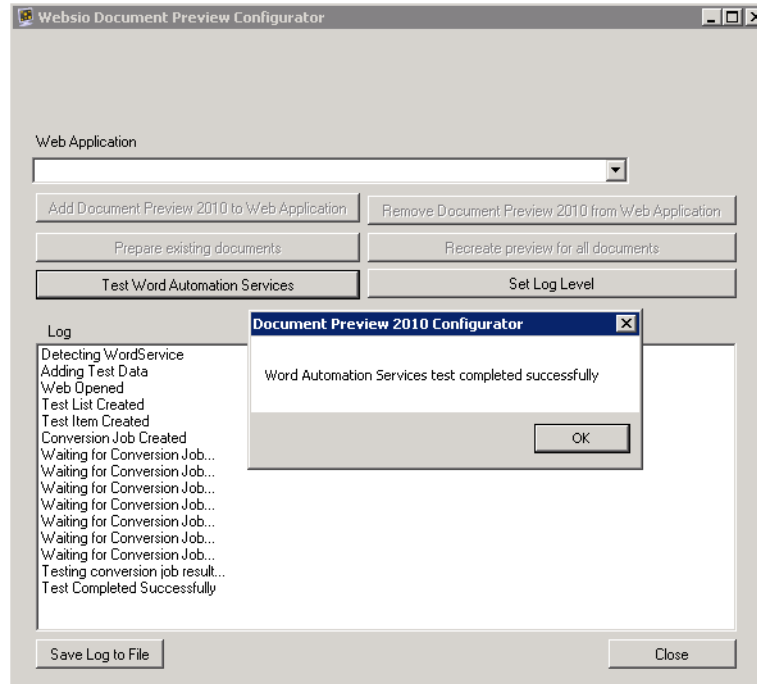 Websio Document Preview Configurator
Web Application
Add Document Preview 2010 to Web Application
Remove Document Preview 2010 from Web Application
Prepare existing documents
Recreate preview for all documents
Test Word Automation Services
Set Log Level
Log
Detecting WordService
Adding Test Data
Web Opened
Test List Created
Test Item Created
Conversion Job Created
Waiting for Conversion Job...
Waiting for Conversion Job...
Waiting for Conversion Job...
Waiting for Conversion Job...
Waiting for Conversion Job...
Waiting for Conversion Job...
Waiting for Conversion Job...
Testing conversion job result...
Test Completed Successfully
Document Preview 2010 Configurator
Word Automation Services test completed successfully
OK
Save Log to File
Close